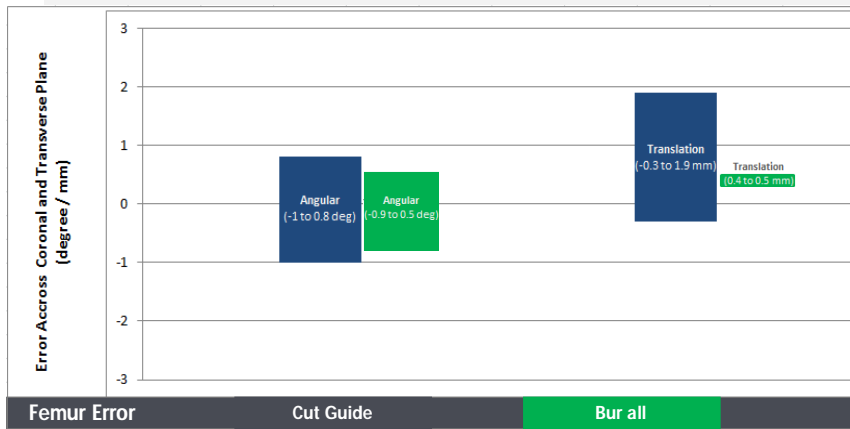 Error Accross Coronal and Transverse Plane
(degree / mm)
3
2
1
0
-1
-2
-3
Angular
(-1 to 0.8 deg)
Angular
(-0.9 to 0.5 deg)
Translation
(-0.3 to 1.9 mm)
Translation
(0.4 to 0.5 mm)
Femur Error
Cut Guide
Bur all